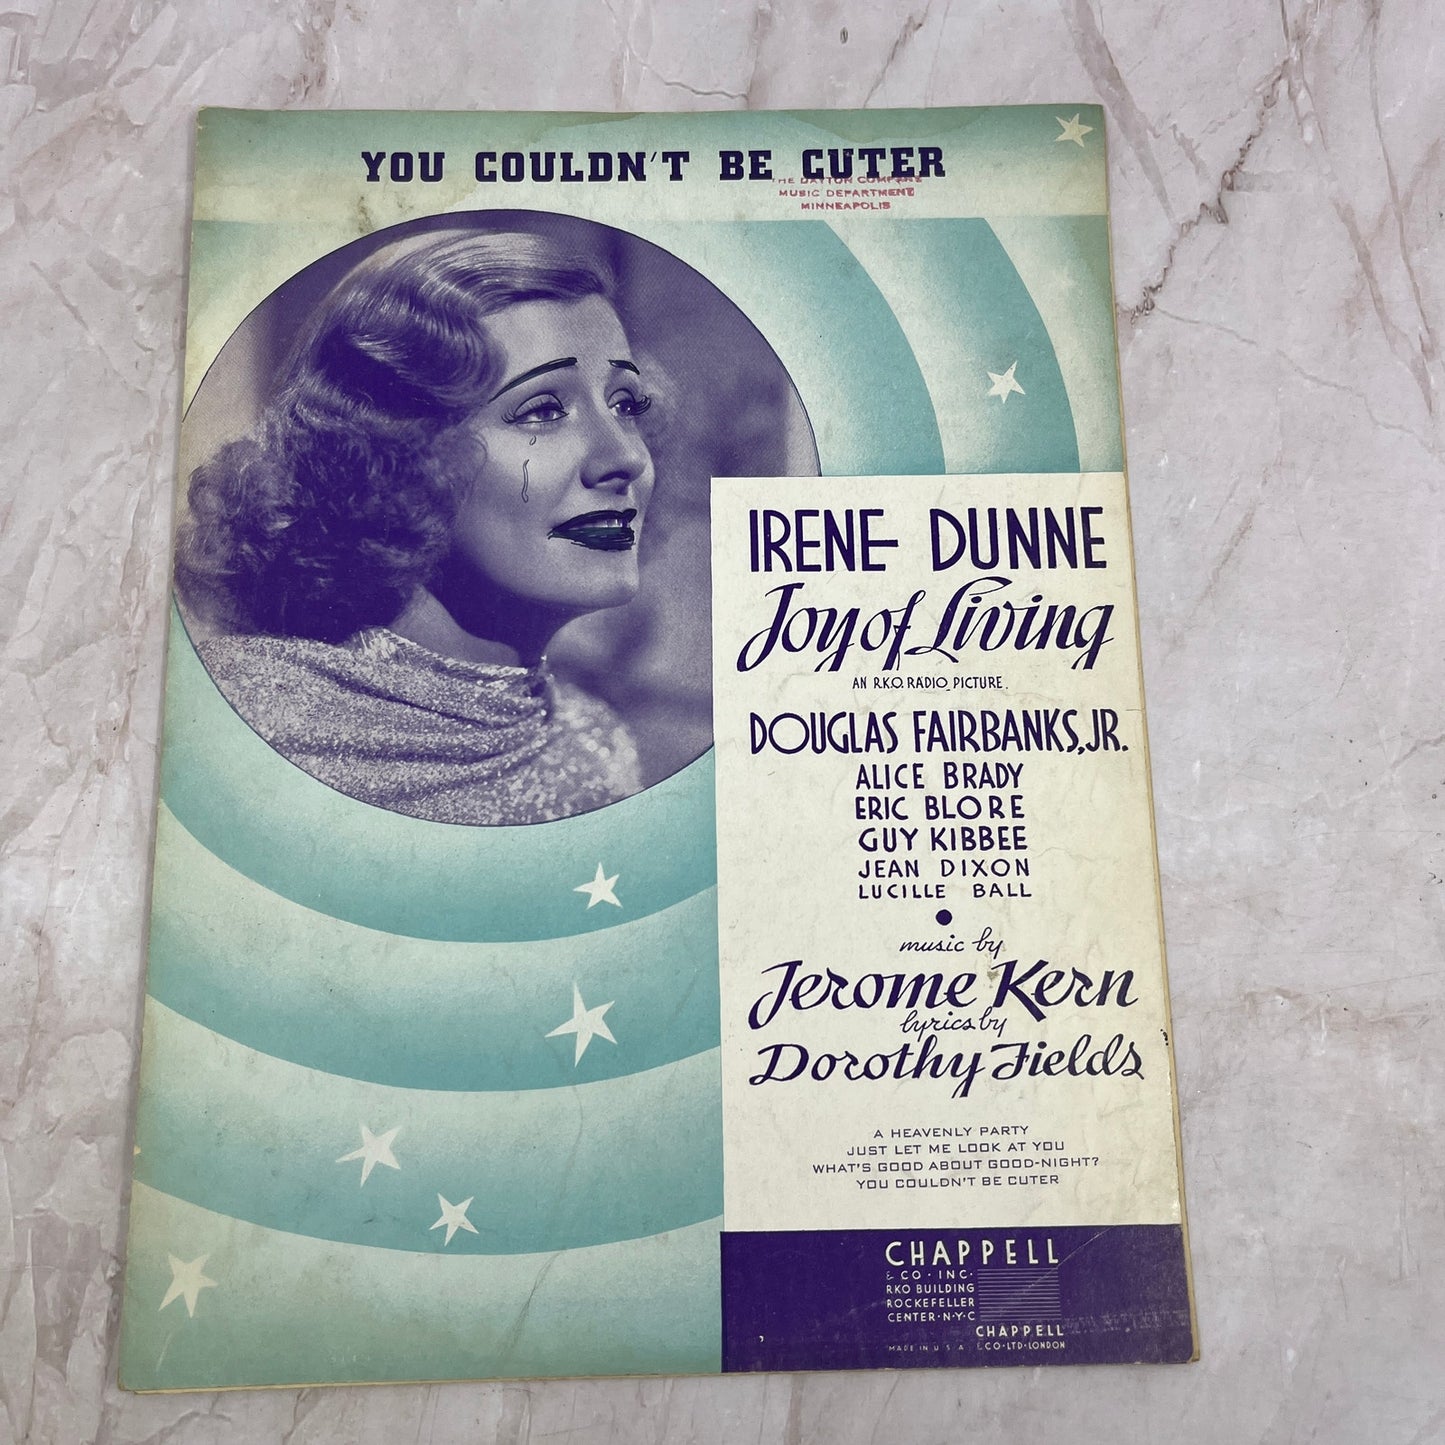 YOU COULDN'T BE CUTER
THE DAYTON COMPANY
MUSIC DEPARTMENT
MINNEAPOLIS
IRENE DUNNE
Joy of Living
AN R.K.O. RADIO PICTURE.
DOUGLAS FAIRBANKS, JR.
ALICE BRADY
ERIC BLORE
GUY KIBBEE
JEAN DIXON
LUCILLE BALL
music by
Jerome Kern
lyrics by
Dorothy Fields
A HEAVENLY PARTY
JUST LET ME LOOK AT YOU
WHAT'S GOOD ABOUT GOOD-NIGHT?
YOU COULDN'T BE CUTER
CHAPPELL
& CO · INC ·
RKO BUILDING
ROCKEFELLER
CENTER · N · Y · C
CHAPPELL
MADE IN U.S.A. & CO · LTD · LONDON